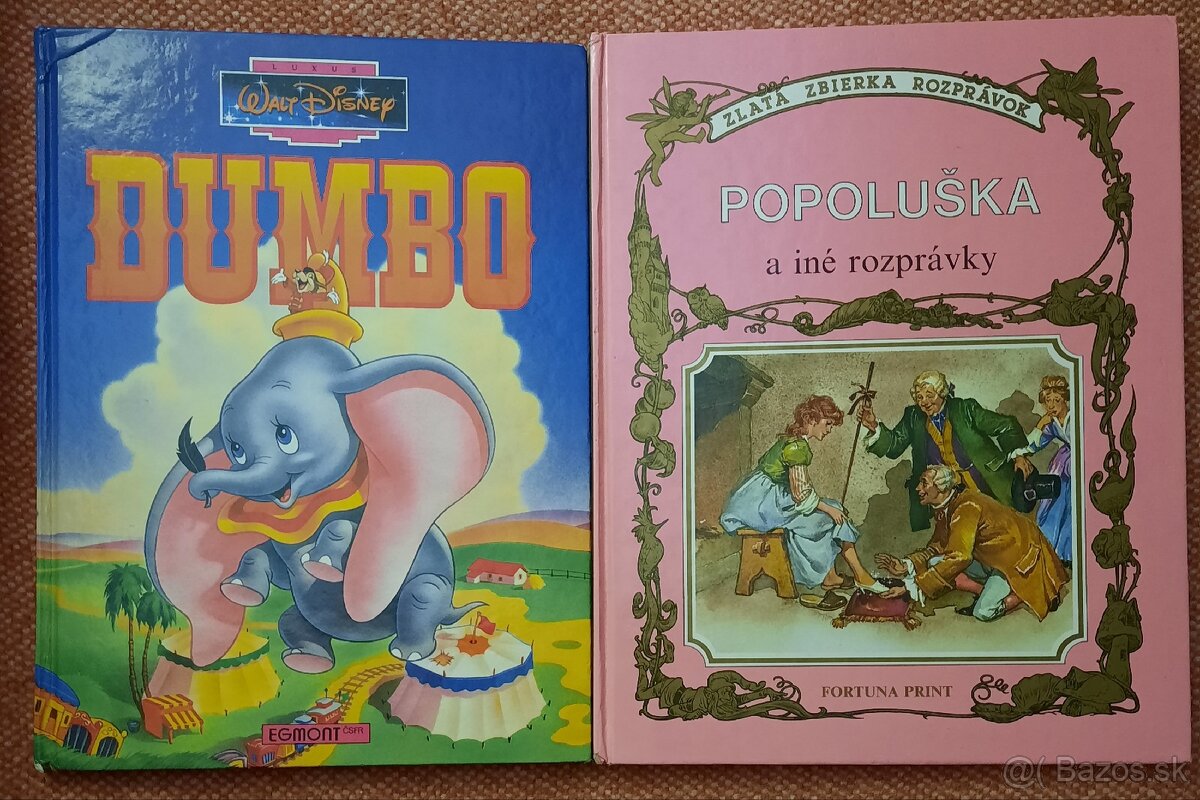 LUXUS
WALT DISNEY
DUMBO
EGMONT ČSFR
ZLATÁ ZBIERKA ROZPRÁVOK
POPOLUŠKA
a iné rozprávky
FORTUNA PRINT
@( Bazos.sk